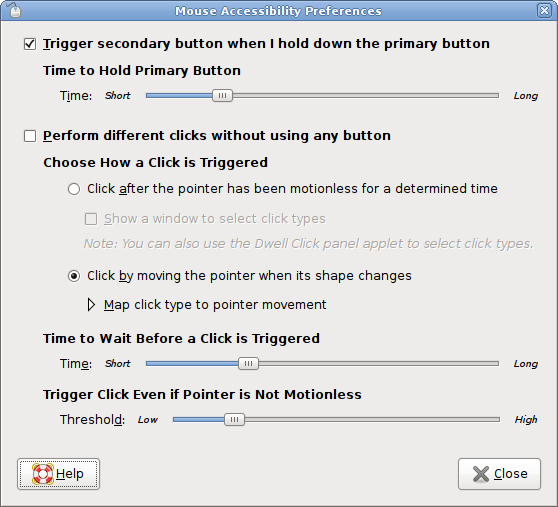 Mouse Accessibility Preferences
Trigger secondary button when I hold down the primary button
Time to Hold Primary Button
Time: Short Long
Perform different clicks without using any button
Choose How a Click is Triggered
Click after the pointer has been motionless for a determined time
Show a window to select click types
Note: You can also use the Dwell Click panel applet to select click types.
Click by moving the pointer when its shape changes
Map click type to pointer movement
Time to Wait Before a Click is Triggered
Time: Short Long
Trigger Click Even if Pointer is Not Motionless
Threshold: Low High
Help Close